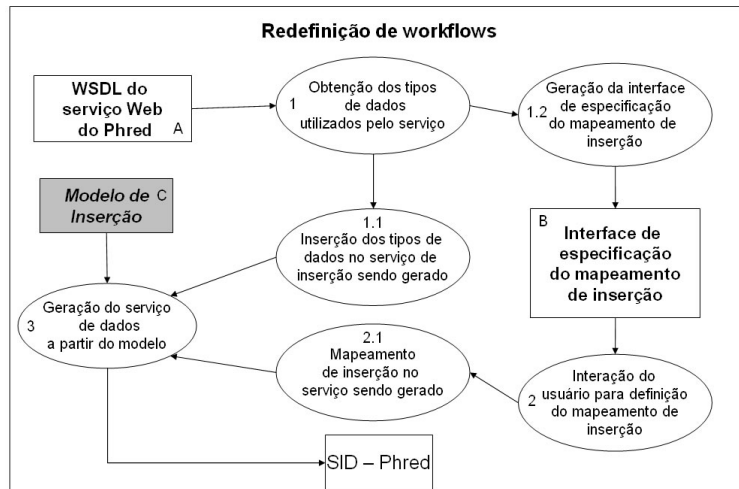 Redefinição de workflows
WSDL do
serviço Web
do Phred
A
1
Obtenção dos tipos
de dados
utilizados pelo serviço
1.2
Geração da interface
de especificação
do mapeamento de
inserção
Modelo de
Inserção
C
1.1
Inserção dos tipos de
dados no serviço de
inserção sendo gerado
B
Interface de
especificação
do mapeamento
de inserção
3
Geração do serviço
de dados
a partir do modelo
2.1
Mapeamento
de inserção no
serviço sendo gerado
2
Interação do
usuário para definição
do mapeamento de
inserção
SID – Phred